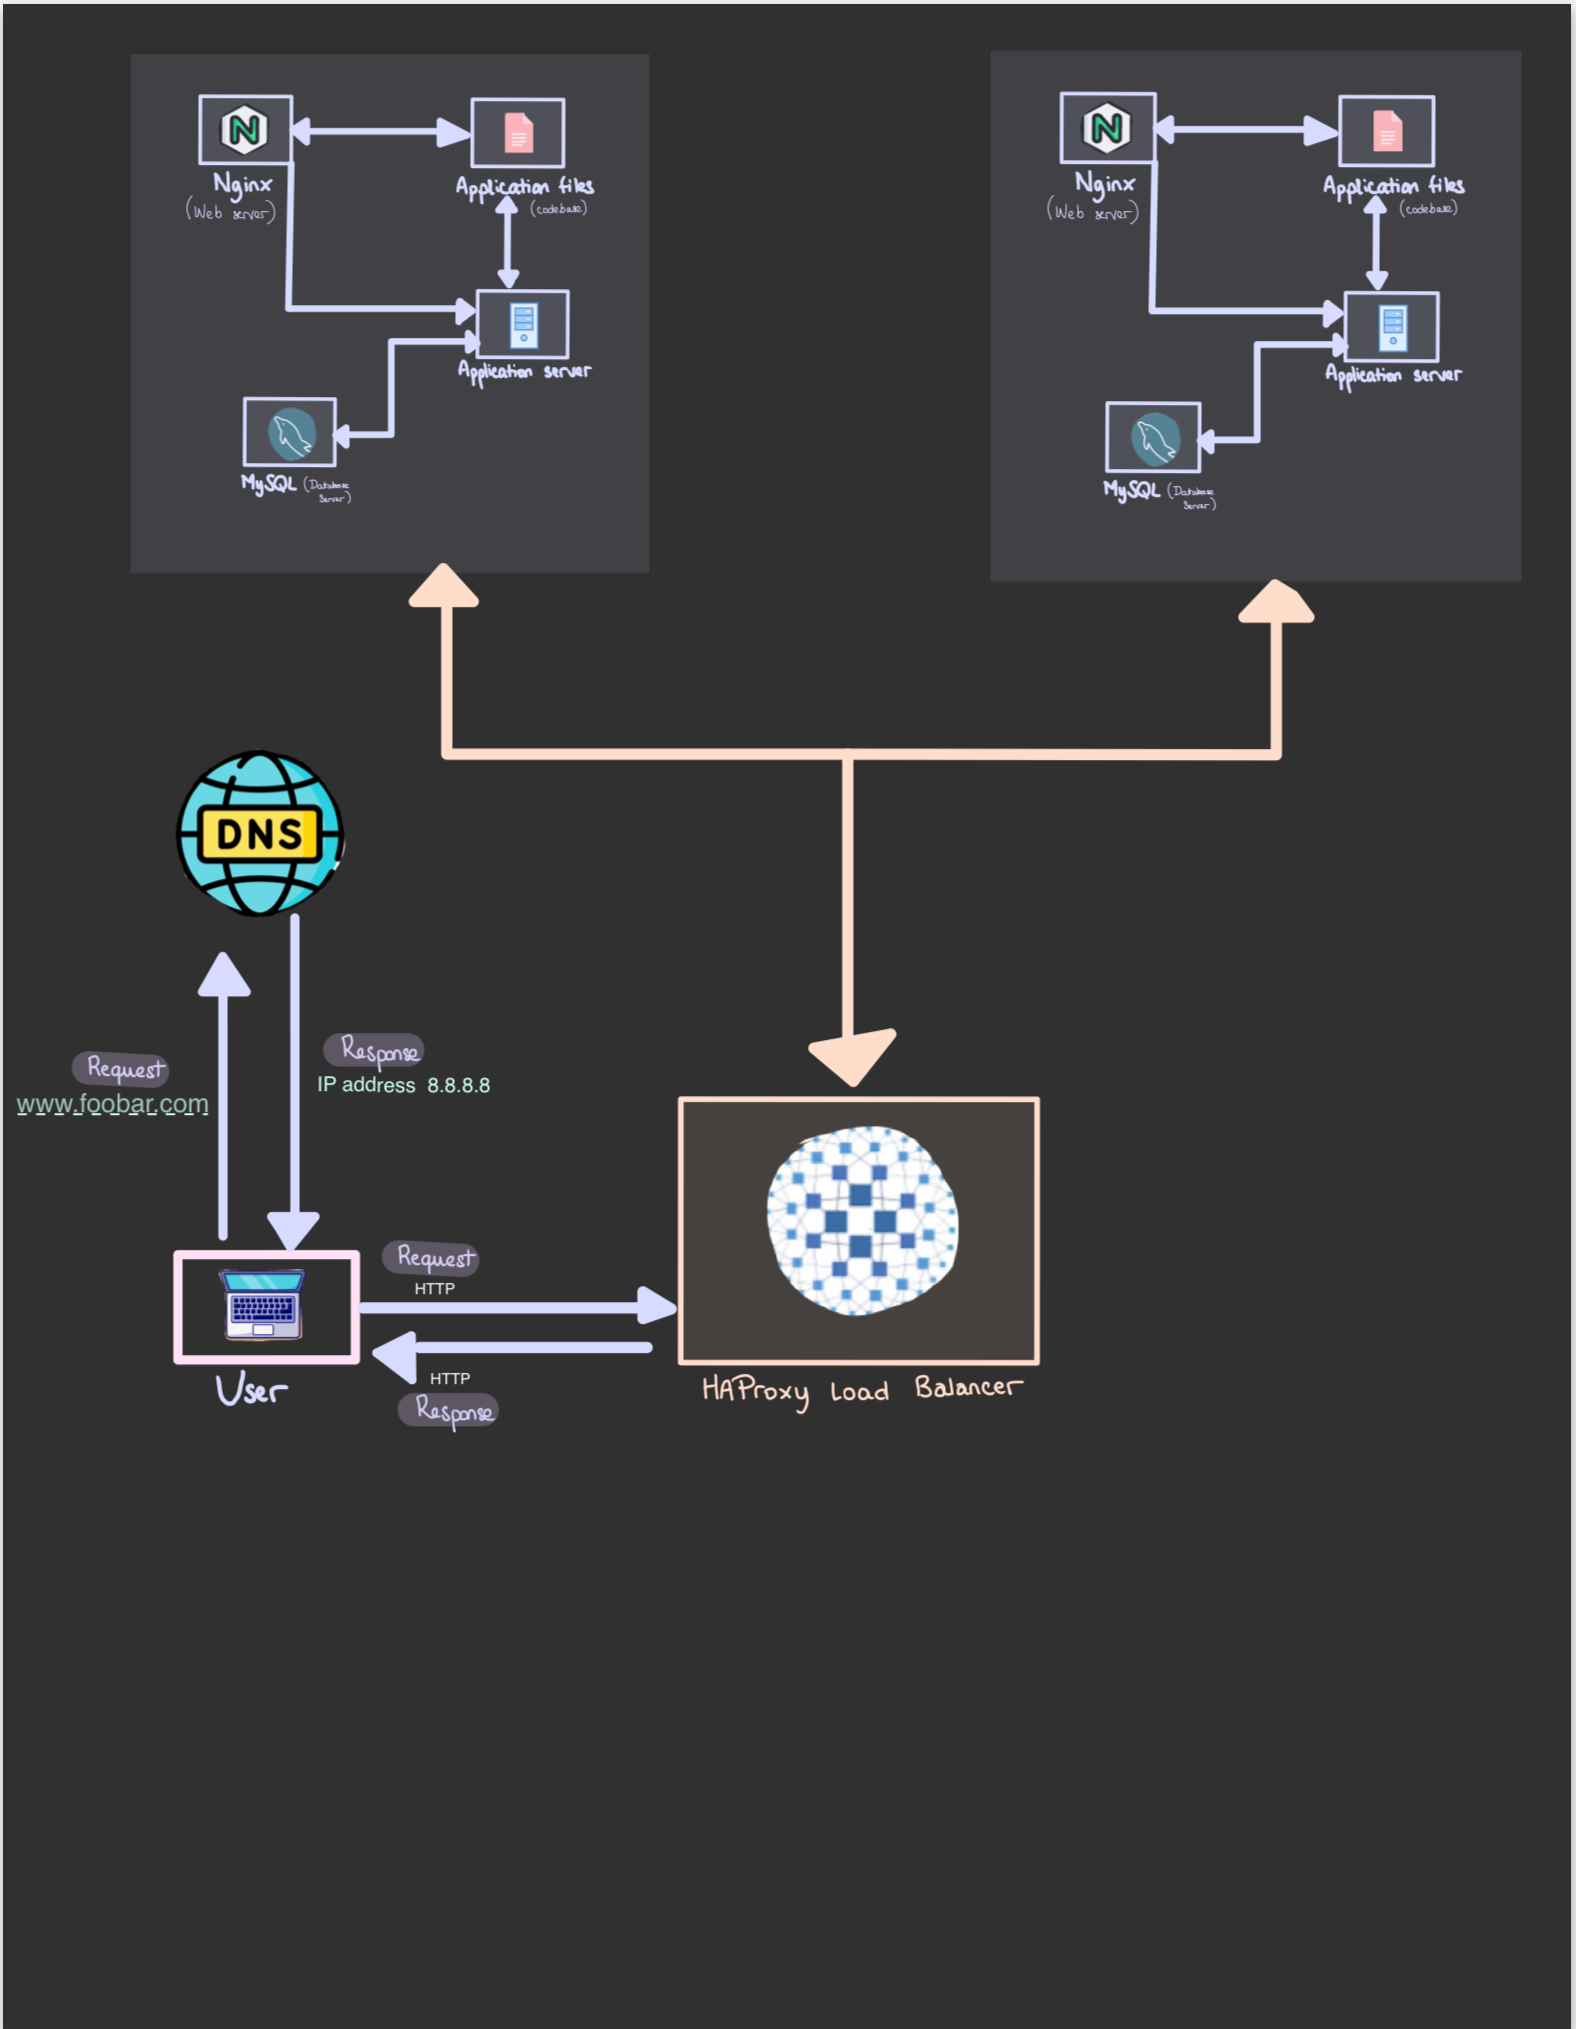 Nginx
(Web server)
Application files
(codebase)
Application server
MySQL (Database
Server)
Nginx
(Web server)
Application files
(codebase)
Application server
MySQL (Database
Server)
DNS
Request
www.foobar.com
Response
IP address 8.8.8.8
Request
HTTP
HTTP
Response
User
HAProxy Load Balancer